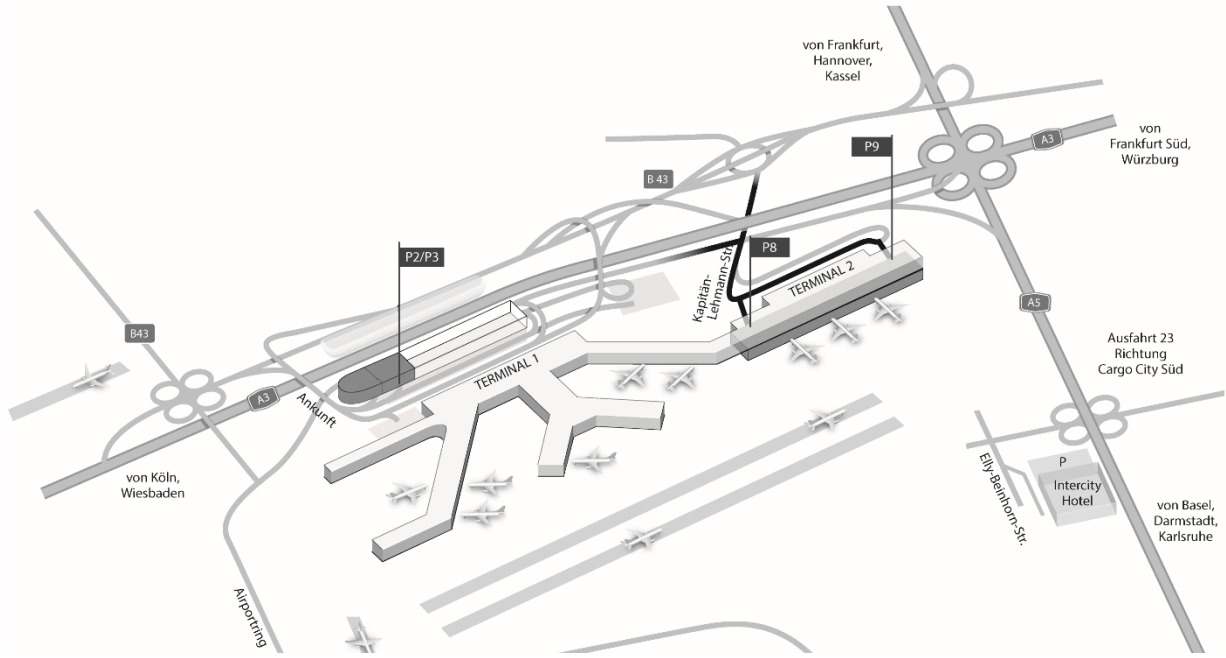 von Frankfurt,
Hannover,
Kassel
A3
von
Frankfurt Süd,
Würzburg
P9
B 43
P8
P2/P3
Kapitän-
Lehmann-Str.
TERMINAL 2
B43
A5
TERMINAL 1
Ausfahrt 23
Richtung
Cargo City Süd
A3
Ankunft
von Köln,
Wiesbaden
Elly-Beinhorn-Str.
P
Intercity
Hotel
von Basel,
Darmstadt,
Karlsruhe
Airportring